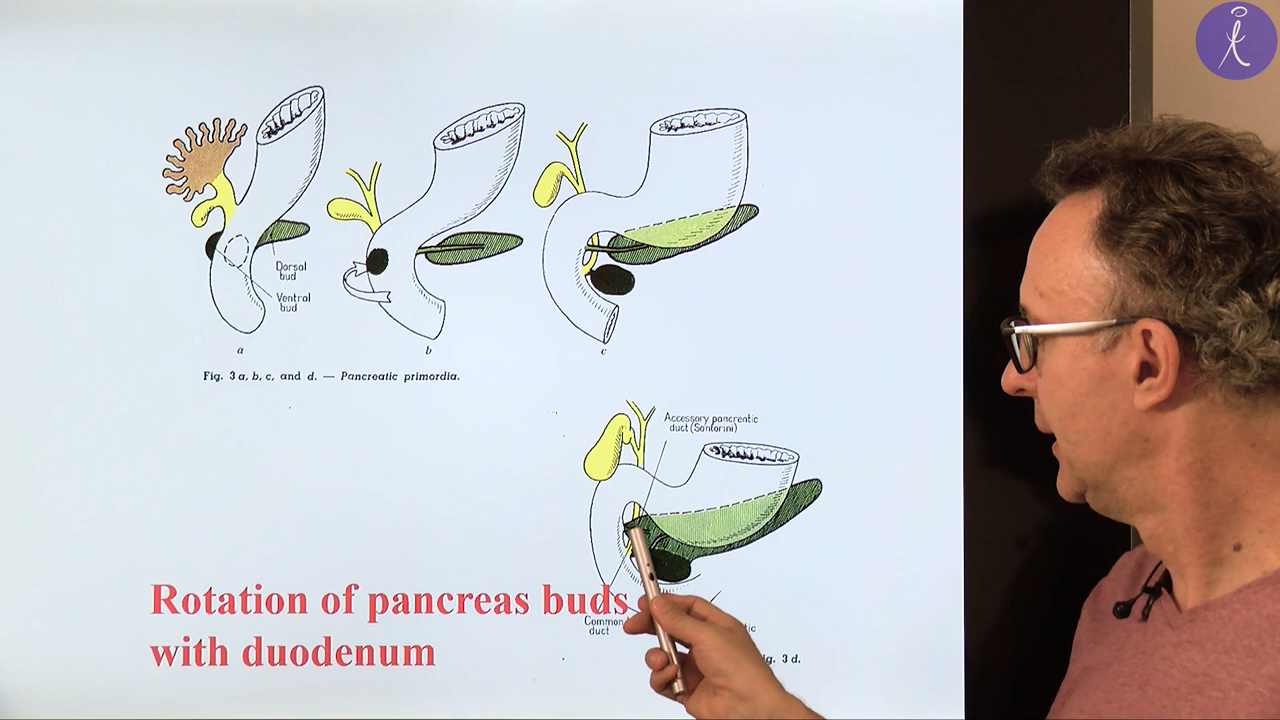 Dorsal
bud
Ventral
bud
a
b
c
Fig. 3 a, b, c, and d. — Pancreatic primordia.
Accessory pancreatic
duct (Santorini)
Rotation of pancreas buds
with duodenum
Common
duct
3 d.